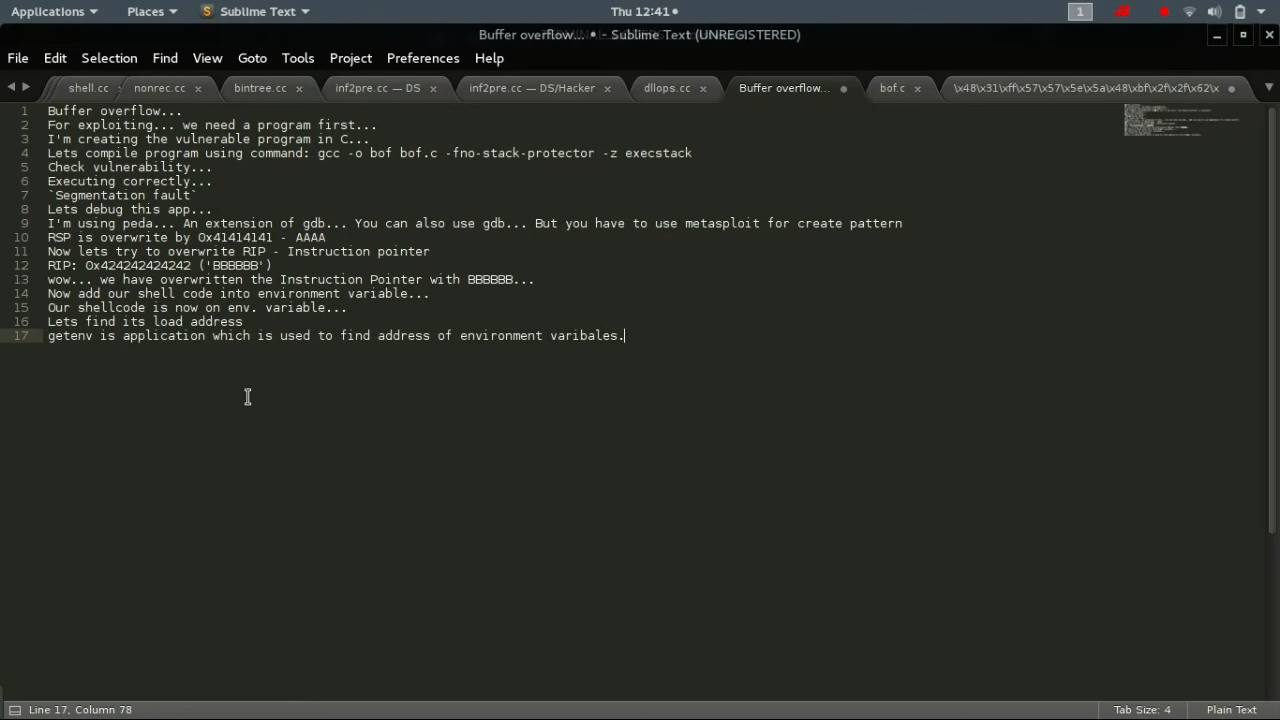 Applications Places Sublime Text Thu 12:41 1
Buffer overflow... • - Sublime Text (UNREGISTERED)
File Edit Selection Find View Goto Tools Project Preferences Help
shell.cc nonrec.cc bintree.cc inf2pre.cc — DS inf2pre.cc — DS/Hacker dllops.cc Buffer overflow... bof.c \x48\x31\xff\x57\x57\x5e\x5a\x48\xbf\x2f\x2f\x62\x
1 Buffer overflow...
2 For exploiting... we need a program first...
3 I'm creating the vulnerable program in C...
4 Lets compile program using command: gcc -o bof bof.c -fno-stack-protector -z execstack
5 Check vulnerability...
6 Executing correctly...
7 `Segmentation fault`
8 Lets debug this app...
9 I'm using peda... An extension of gdb... You can also use gdb... But you have to use metasploit for create pattern
10 RSP is overwrite by 0x41414141 - AAAA
11 Now lets try to overwrite RIP - Instruction pointer
12 RIP: 0x424242424242 ('BBBBBB')
13 wow... we have overwritten the Instruction Pointer with BBBBBB...
14 Now add our shell code into environment variable...
15 Our shellcode is now on env. variable...
16 Lets find its load address
17 getenv is application which is used to find address of environment varibales.
Line 17, Column 78 Tab Size: 4 Plain Text